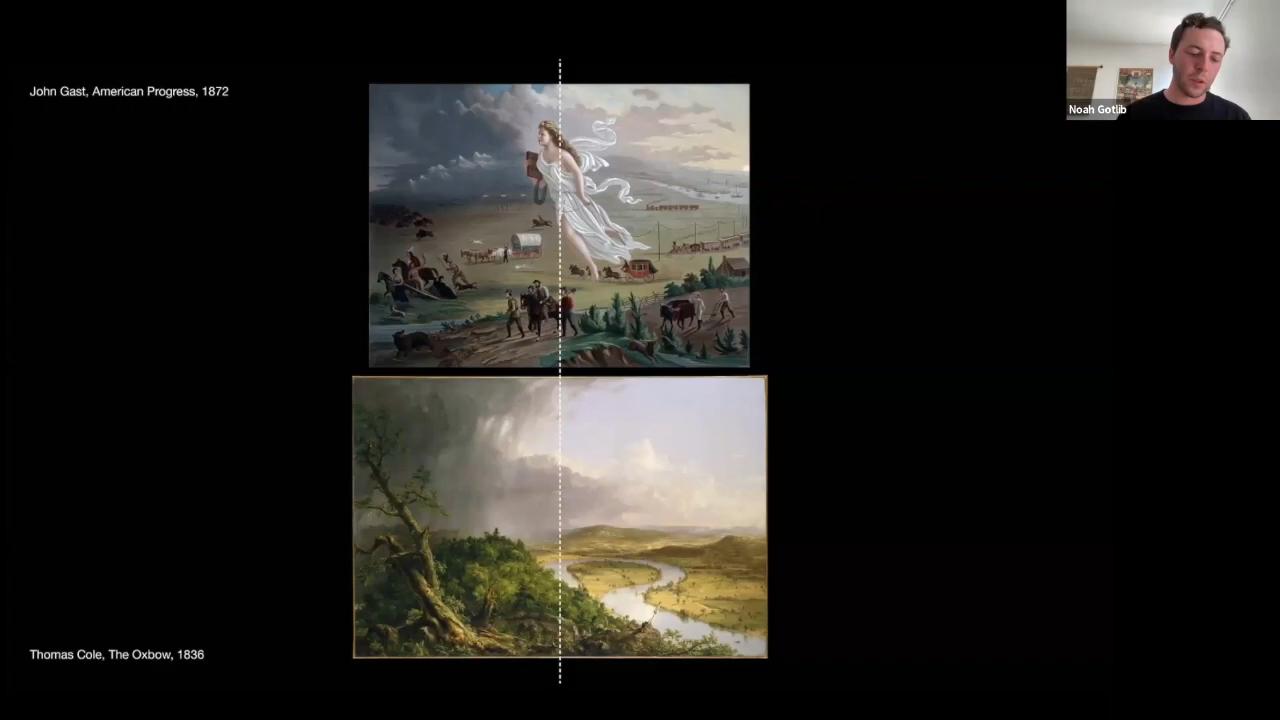 John Gast, American Progress, 1872
Noah Gotlib
Thomas Cole, The Oxbow, 1836